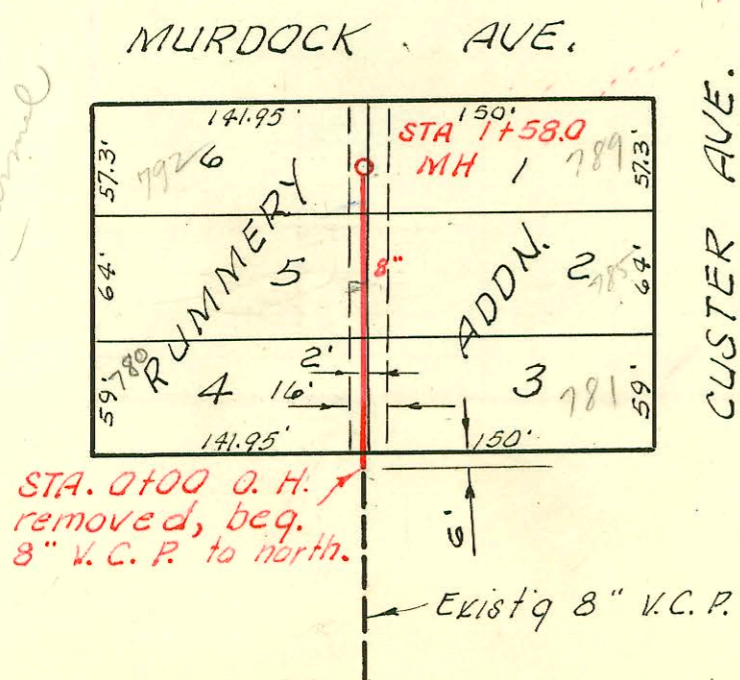 MURDOCK AVE.
CUSTER AVE.
141.95'
150'
STA 1+58.0
MH
57.3'
792
6
1
789
57.3'
RUMMERY
ADDN.
64'
5
8"
2
785
64'
2'
59'
780
4
16'
3
781
59'
141.95'
150'
6'
STA. 0+00 O. H.
removed, beg.
8" V.C.P. to north.
Exist'g 8" V.C.P.